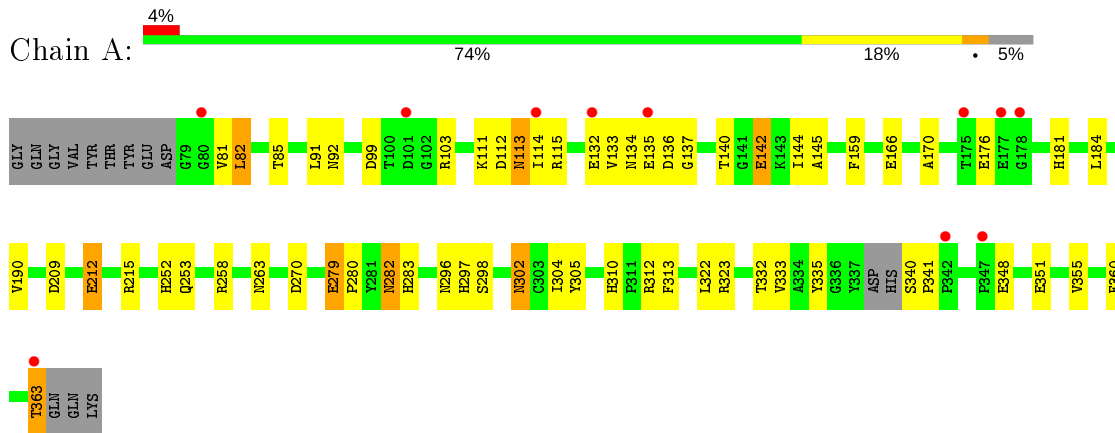 4%
Chain A:
74% 18% • 5%
GLY GLN GLY VAL TYR THR TYR GLU ASP G79 G80 V81 L82 T85 L91 N92 D99 T100 D101 G102 R103 K111 D112 N113 I114 R115 E132 V133 N134 E135 D136 G137 T140 G141 E142 K143 I144 A145 F159 E166 A170 T175 E176 E177 G178 H181 L184
V190 D209 E212 R215 H252 Q253 R258 N263 D270 E279 P280 Y281 N282 H283 N296 H297 S298 N302 C303 I304 Y305 H310 P311 R312 F313 L322 R323 T332 V333 A334 Y335 G336 Y337 ASP HIS S340 P341 P342 P347 E348 E351 V355
T363 GLN GLN LYS